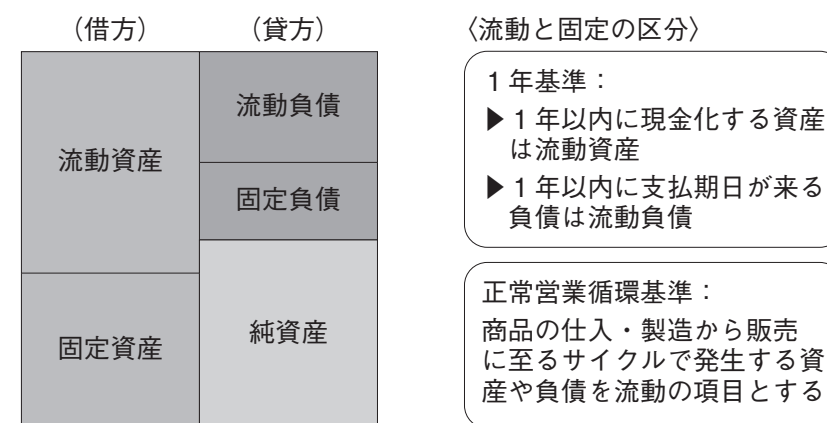 （借方） （貸方）
流動資産
固定資産
流動負債
固定負債
純資産
〈流動と固定の区分〉
1年基準：
▶1年以内に現金化する資産
は流動資産
▶1年以内に支払期日が来る
負債は流動負債
正常営業循環基準：
商品の仕入・製造から販売
に至るサイクルで発生する資
産や負債を流動の項目とする